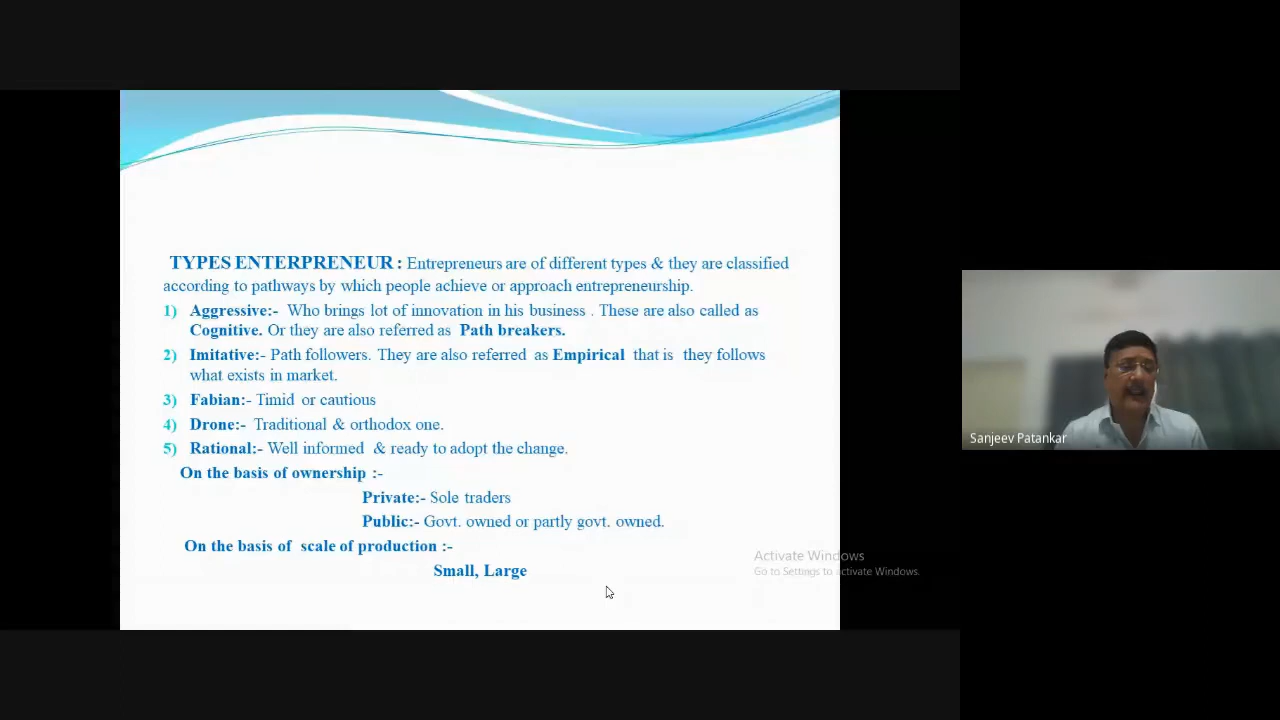 TYPES ENTERPRENEUR : Entrepreneurs are of different types & they are classified
according to pathways by which people achieve or approach entrepreneurship.
1) Aggressive:- Who brings lot of innovation in his business . These are also called as
Cognitive. Or they are also referred as Path breakers.
2) Imitative:- Path followers. They are also referred as Empirical that is they follows
what exists in market.
3) Fabian:- Timid or cautious
4) Drone:- Traditional & orthodox one.
5) Rational:- Well informed & ready to adopt the change.
On the basis of ownership :-
Private:- Sole traders
Public:- Govt. owned or partly govt. owned.
On the basis of scale of production :-
Small, Large
Activate Windows
Go to Settings to activate Windows.
Sanjeev Patankar